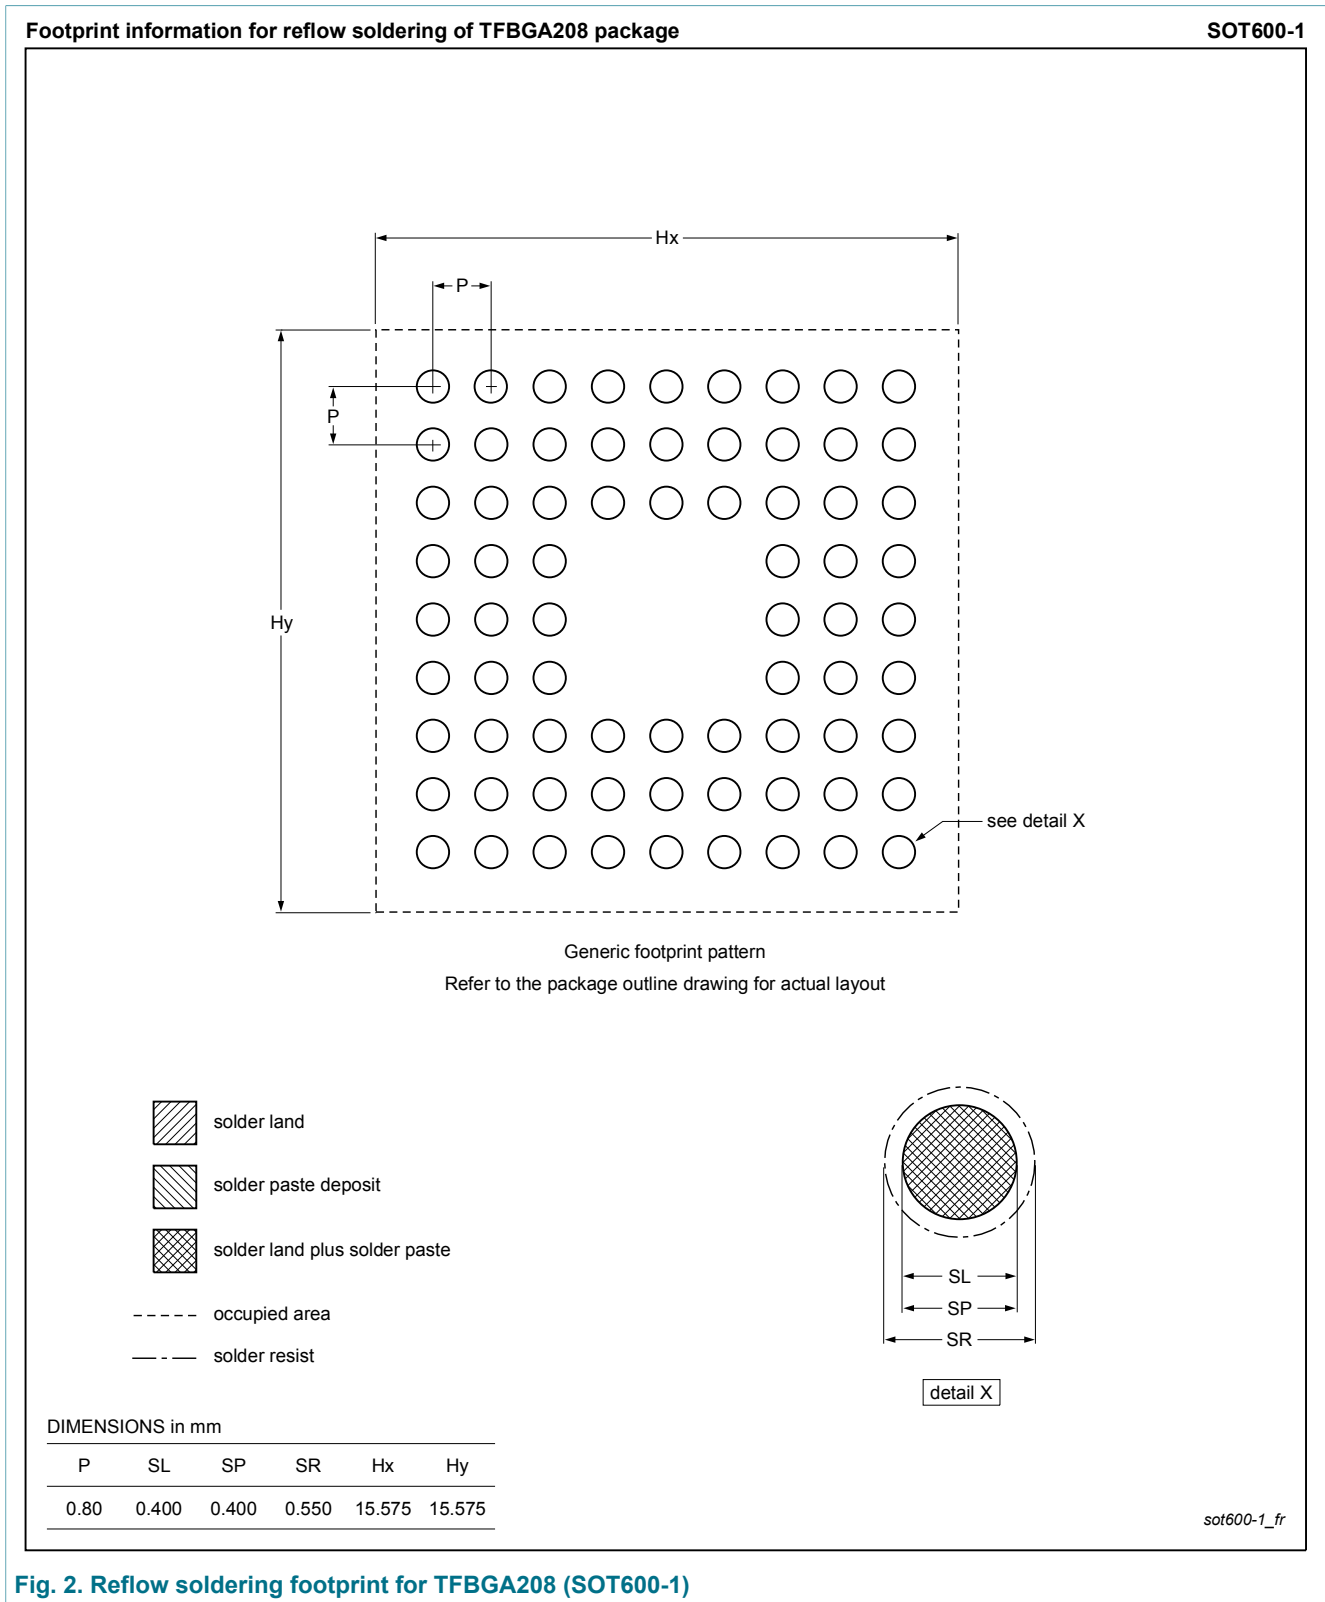 Footprint information for reflow soldering of TFBGA208 package SOT600-1
Hx
P
P
Hy
see detail X
Generic footprint pattern
Refer to the package outline drawing for actual layout
solder land
solder paste deposit
solder land plus solder paste
occupied area
solder resist
SL
SP
SR
detail X
DIMENSIONS in mm
P SL SP SR Hx Hy
0.80 0.400 0.400 0.550 15.575 15.575
sot600-1_fr
Fig. 2. Reflow soldering footprint for TFBGA208 (SOT600-1)